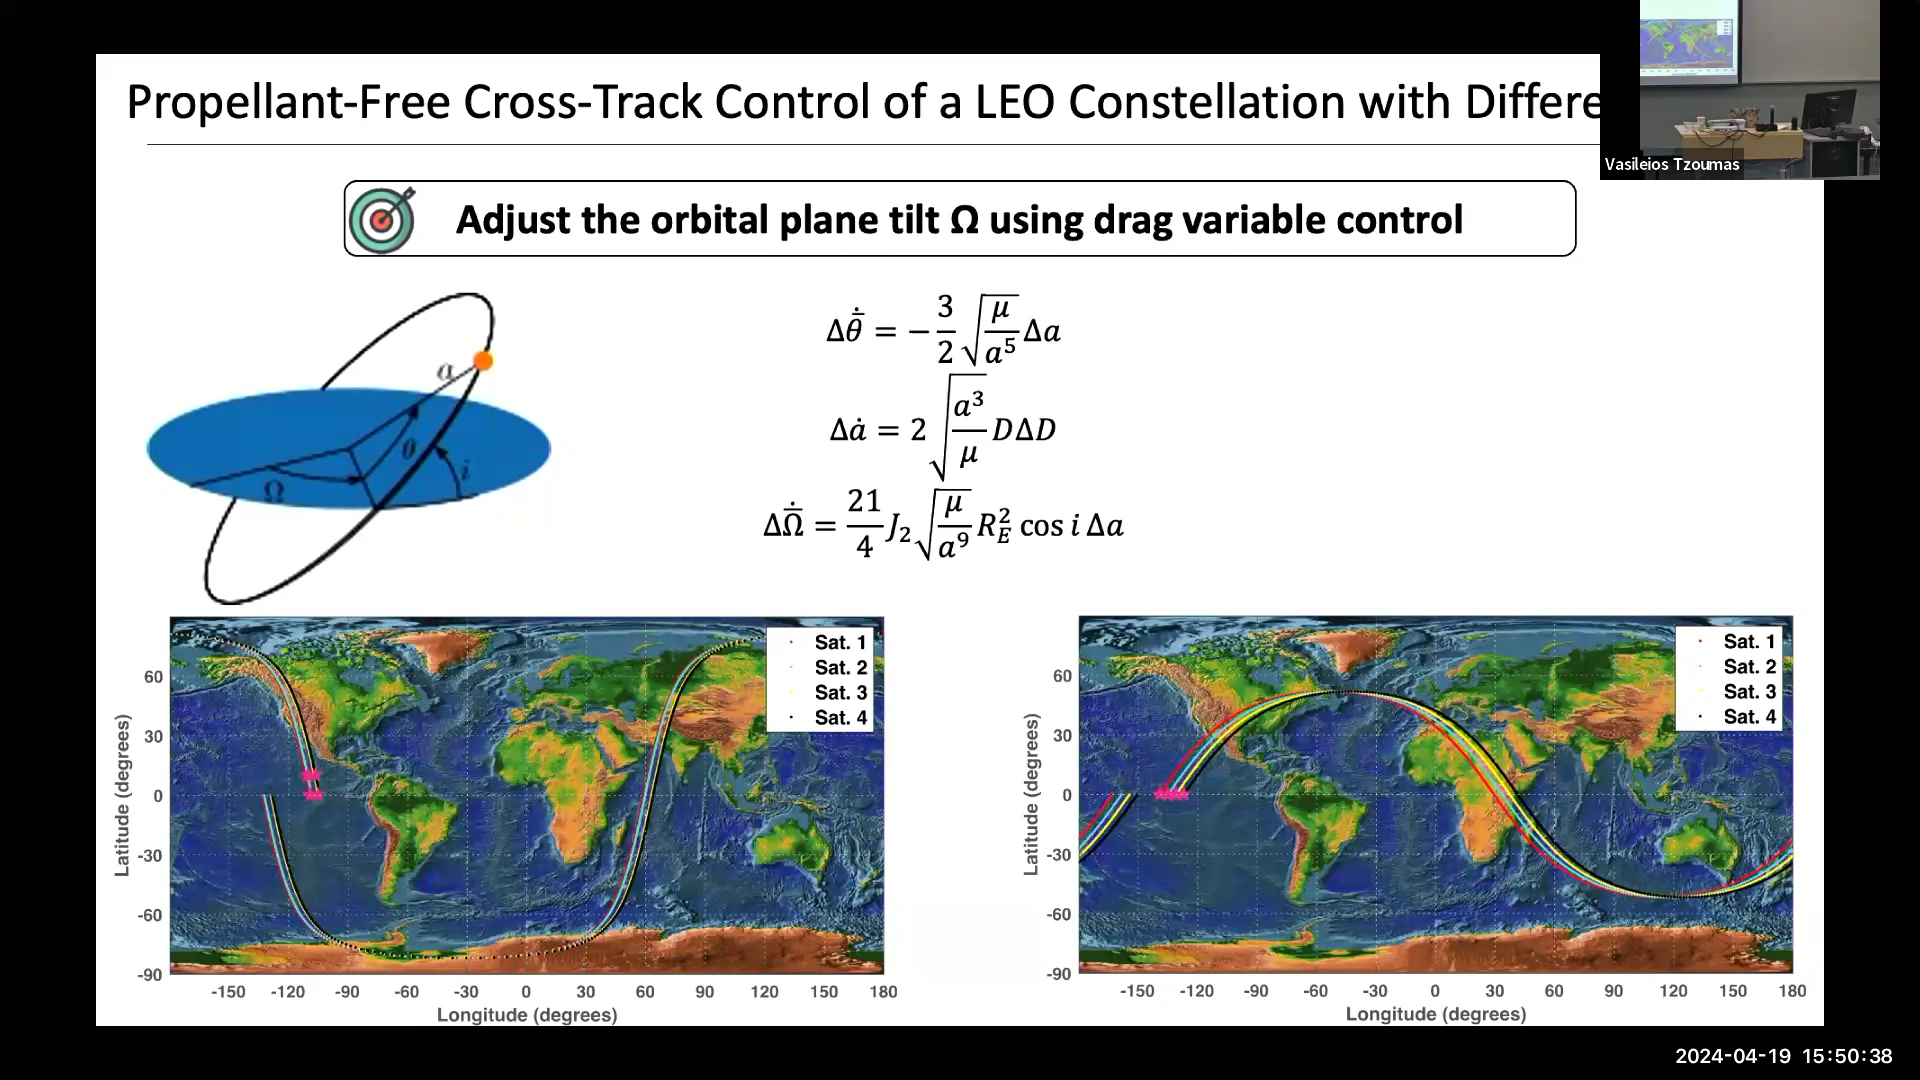 Propellant-Free Cross-Track Control of a LEO Constellation with Differe
Vasileios Tzoumas
Adjust the orbital plane tilt Ω using drag variable control
a
θ
i
Ω
Δθ̄̇ = −3/2 √(μ/a⁵) Δa
Δȧ = 2 √(a³/μ) DΔD
ΔΩ̄̇ = 21/4 J₂ √(μ/a⁹) R_E² cos i Δa
Sat. 1
Sat. 2
Sat. 3
Sat. 4
60
30
0
-30
-60
-90
Latitude (degrees)
-150 -120 -90 -60 -30 0 30 60 90 120 150 180
Longitude (degrees)
Sat. 1
Sat. 2
Sat. 3
Sat. 4
60
30
0
-30
-60
-90
Latitude (degrees)
-150 -120 -90 -60 -30 0 30 60 90 120 150 180
Longitude (degrees)
2024-04-19 15:50:38